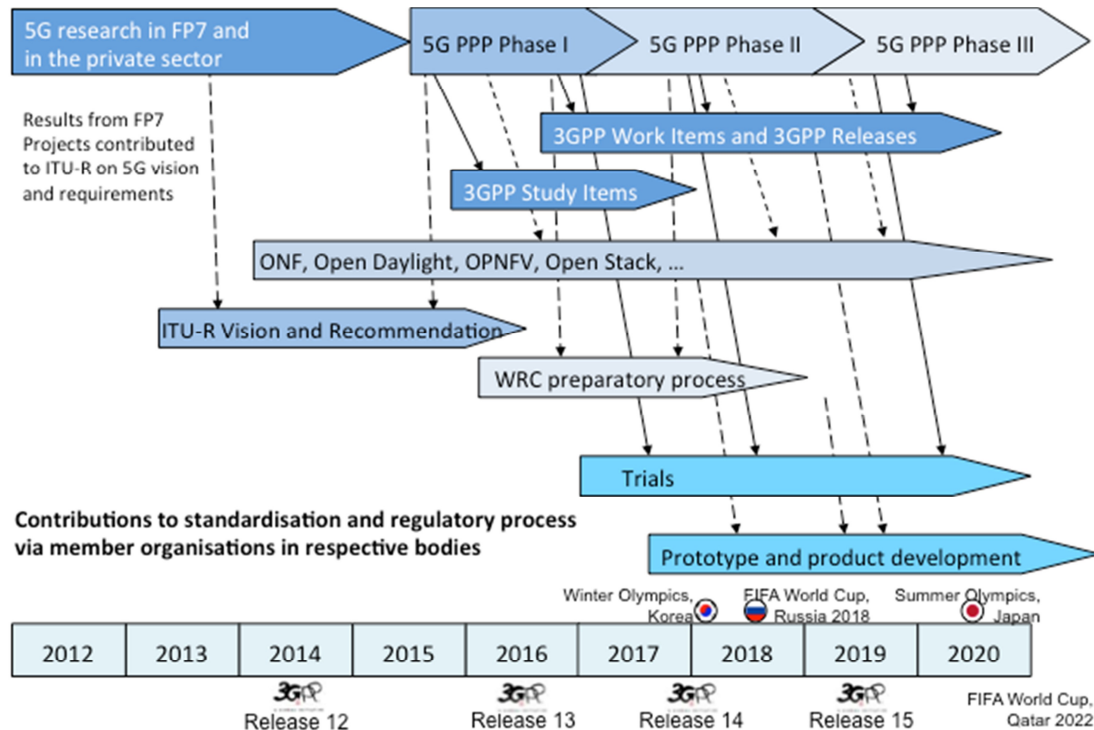 5G research in FP7 and
in the private sector
5G PPP Phase I
5G PPP Phase II
5G PPP Phase III
Results from FP7
Projects contributed
to ITU-R on 5G vision
and requirements
3GPP Work Items and 3GPP Releases
3GPP Study Items
ONF, Open Daylight, OPNFV, Open Stack, ...
ITU-R Vision and Recommendation
WRC preparatory process
Trials
Contributions to standardisation and regulatory process
via member organisations in respective bodies
Prototype and product development
Winter Olympics,
Korea
FIFA World Cup,
Russia 2018
Summer Olympics,
Japan
2012
2013
2014
2015
2016
2017
2018
2019
2020
3GPP
Release 12
3GPP
Release 13
3GPP
Release 14
3GPP
Release 15
FIFA World Cup,
Qatar 2022